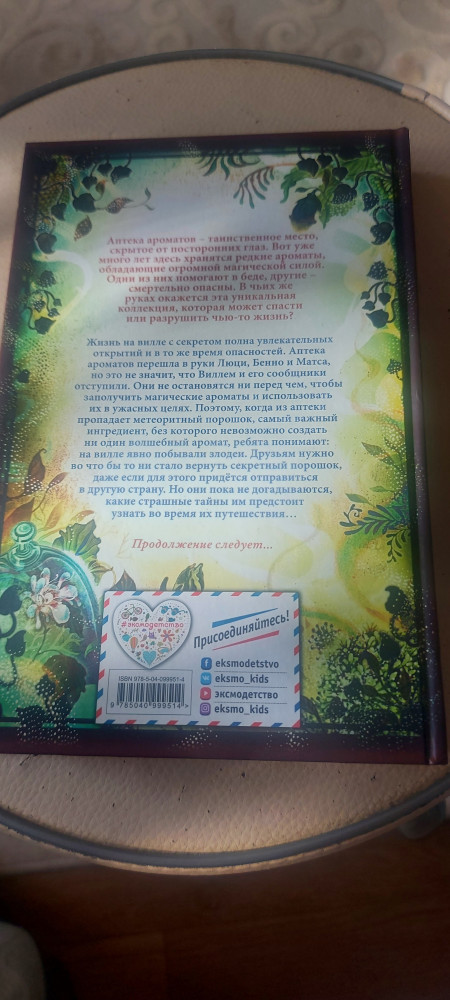 Аптека ароматов – таинственное место,
скрытое от посторонних глаз. Вот уже
много лет здесь хранятся редкие ароматы,
обладающие огромной магической силой.
Одни из них помогают в беде, другие –
смертельно опасны. В чьих же
руках окажется эта уникальная
коллекция, которая может спасти
или разрушить чью-то жизнь?
Жизнь на вилле с секретом полна увлекательных
открытий и в то же время опасностей. Аптека
ароматов перешла в руки Люци, Бенно и Матса,
но это не значит, что Виллем и его сообщники
отступили. Они не остановятся ни перед чем, чтобы
заполучить магические ароматы и использовать
их в ужасных целях. Поэтому, когда из аптеки
пропадает метеоритный порошок, самый важный
ингредиент, без которого невозможно создать
ни один волшебный аромат, ребята понимают:
на вилле явно побывали злодеи. Друзьям нужно
во что бы то ни стало вернуть секретный порошок,
даже если для этого придётся отправиться
в другую страну. Но они пока не догадываются,
какие страшные тайны им предстоит
узнать во время их путешествия...
Продолжение следует...
#эксмодетство
Присоединяйтесь!
eksmodetstvo
eksmo_kids
эксмодетство
eksmo_kids
ISBN 978-5-04-099951-4
9 785040 999514 >